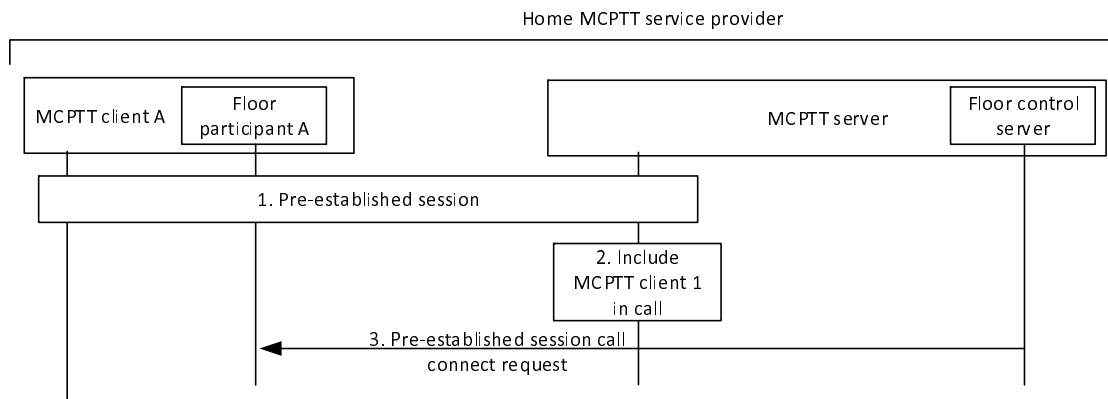 Home MCPTT service provider
MCPTT client A
Floor
participant A
MCPTT server
Floor control
server
1. Pre-established session
2. Include
MCPTT client 1
in call
3. Pre-established session call
connect request